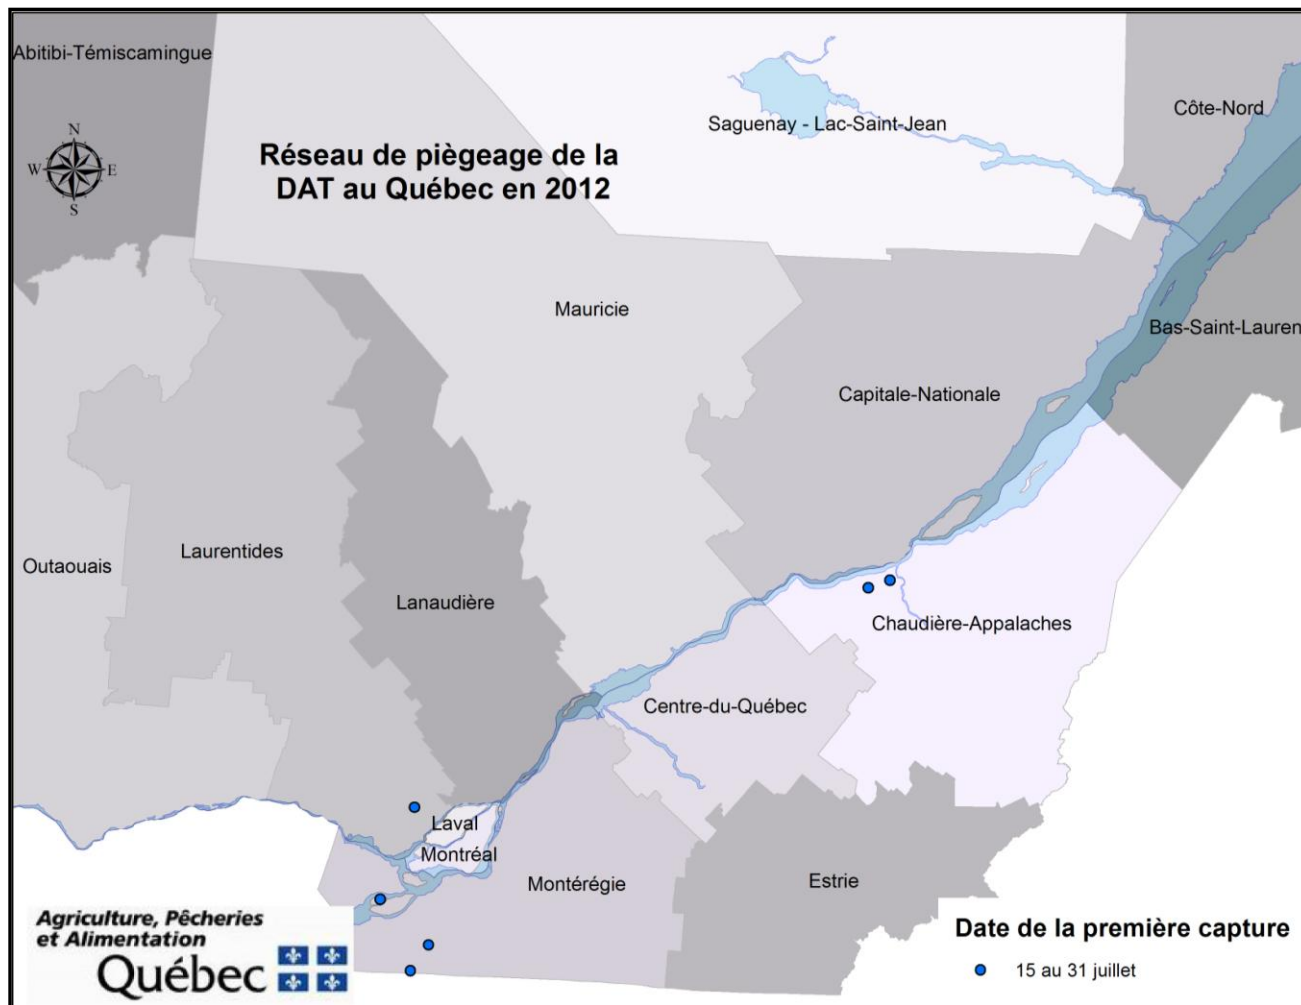 Abitibi-Témiscamingue
N
W
E
S
Réseau de piègeage de la
DAT au Québec en 2012
Saguenay - Lac-Saint-Jean
Côte-Nord
Mauricie
Bas-Saint-Lauren
Capitale-Nationale
Outaouais
Laurentides
Lanaudière
Chaudière-Appalaches
Centre-du-Québec
Laval
Montréal
Montérégie
Estrie
Agriculture, Pêcheries
et Alimentation
Québec
Date de la première capture
15 au 31 juillet